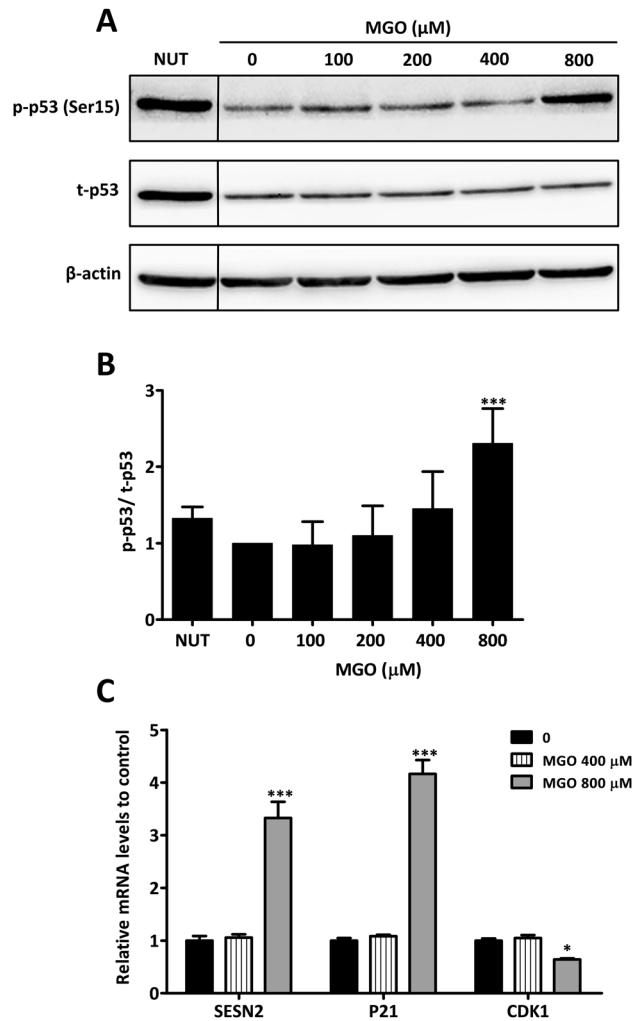 A
MGO (μM)
NUT 0 100 200 400 800
p-p53 (Ser15)
t-p53
β-actin
B
p-p53/ t-p53
3
2
1
0
***
NUT 0 100 200 400 800
MGO (μM)
C
Relative mRNA levels to control
5
4
3
2
1
0
***
***
*
0
MGO 400 μM
MGO 800 μM
SESN2 P21 CDK1